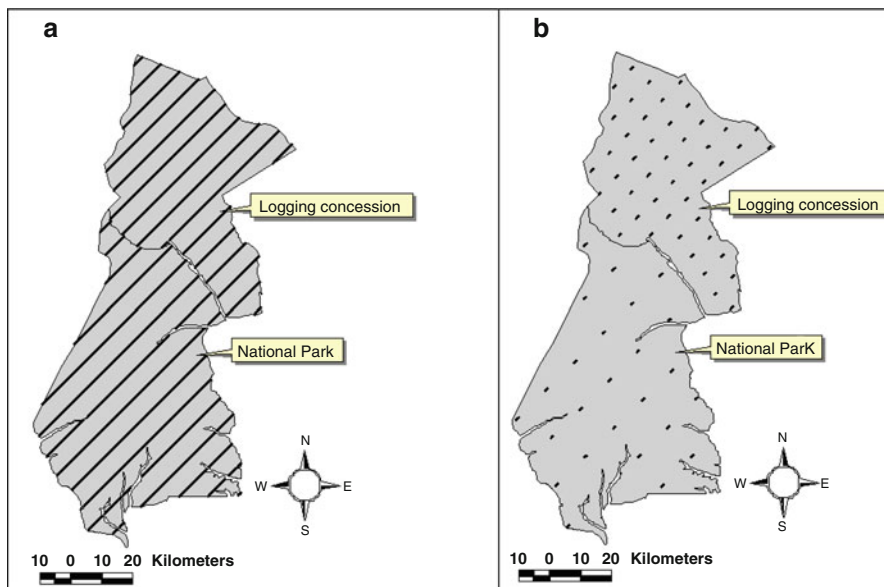 a
Logging concession
National Park
N
W E
S
10 0 10 20 Kilometers
b
Logging concession
National ParK
N
W E
S
10 0 10 20 Kilometers